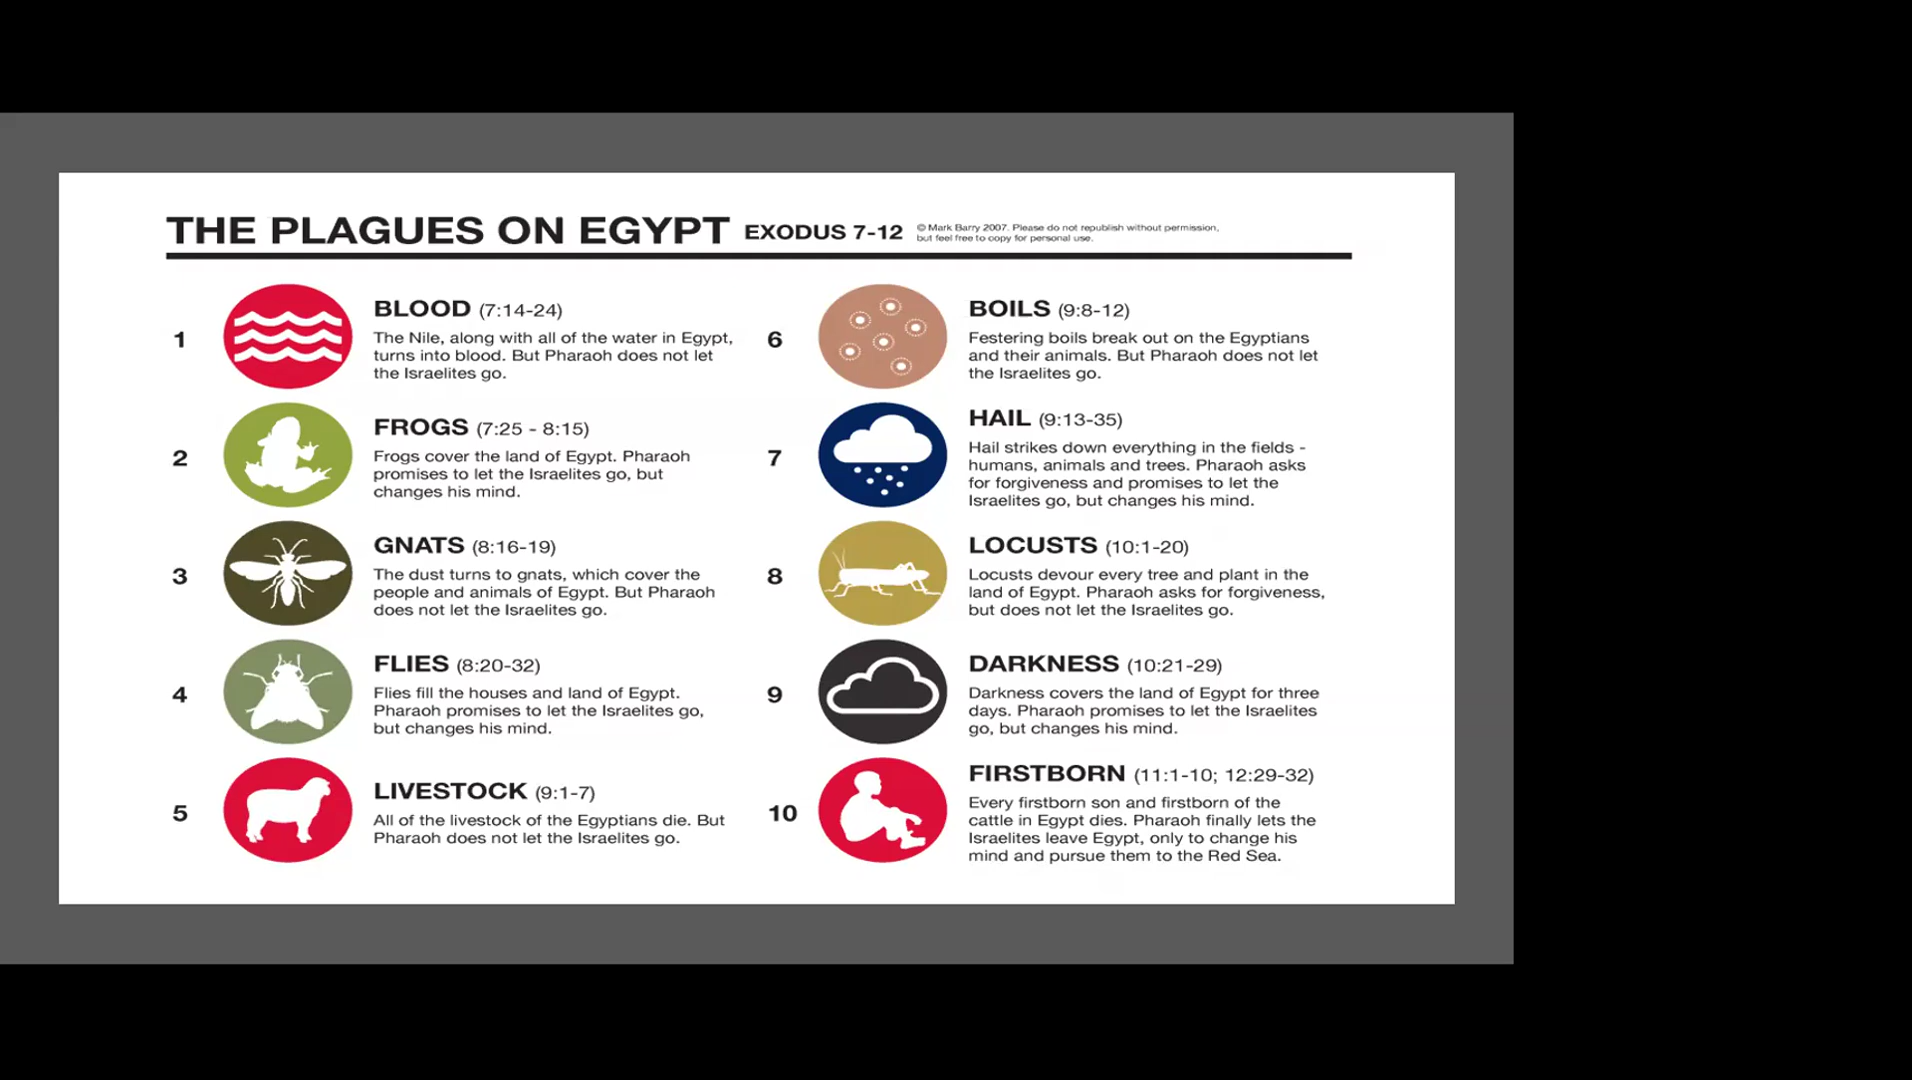 THE PLAGUES ON EGYPT EXODUS 7-12
© Mark Barry 2007. Please do not republish without permission,
but feel free to copy for personal use.
1
BLOOD (7:14-24)
The Nile, along with all of the water in Egypt,
turns into blood. But Pharaoh does not let
the Israelites go.
2
FROGS (7:25 - 8:15)
Frogs cover the land of Egypt. Pharaoh
promises to let the Israelites go, but
changes his mind.
3
GNATS (8:16-19)
The dust turns to gnats, which cover the
people and animals of Egypt. But Pharaoh
does not let the Israelites go.
4
FLIES (8:20-32)
Flies fill the houses and land of Egypt.
Pharaoh promises to let the Israelites go,
but changes his mind.
5
LIVESTOCK (9:1-7)
All of the livestock of the Egyptians die. But
Pharaoh does not let the Israelites go.
6
BOILS (9:8-12)
Festering boils break out on the Egyptians
and their animals. But Pharaoh does not let
the Israelites go.
7
HAIL (9:13-35)
Hail strikes down everything in the fields -
humans, animals and trees. Pharaoh asks
for forgiveness and promises to let the
Israelites go, but changes his mind.
8
LOCUSTS (10:1-20)
Locusts devour every tree and plant in the
land of Egypt. Pharaoh asks for forgiveness,
but does not let the Israelites go.
9
DARKNESS (10:21-29)
Darkness covers the land of Egypt for three
days. Pharaoh promises to let the Israelites
go, but changes his mind.
10
FIRSTBORN (11:1-10; 12:29-32)
Every firstborn son and firstborn of the
cattle in Egypt dies. Pharaoh finally lets the
Israelites leave Egypt, only to change his
mind and pursue them to the Red Sea.